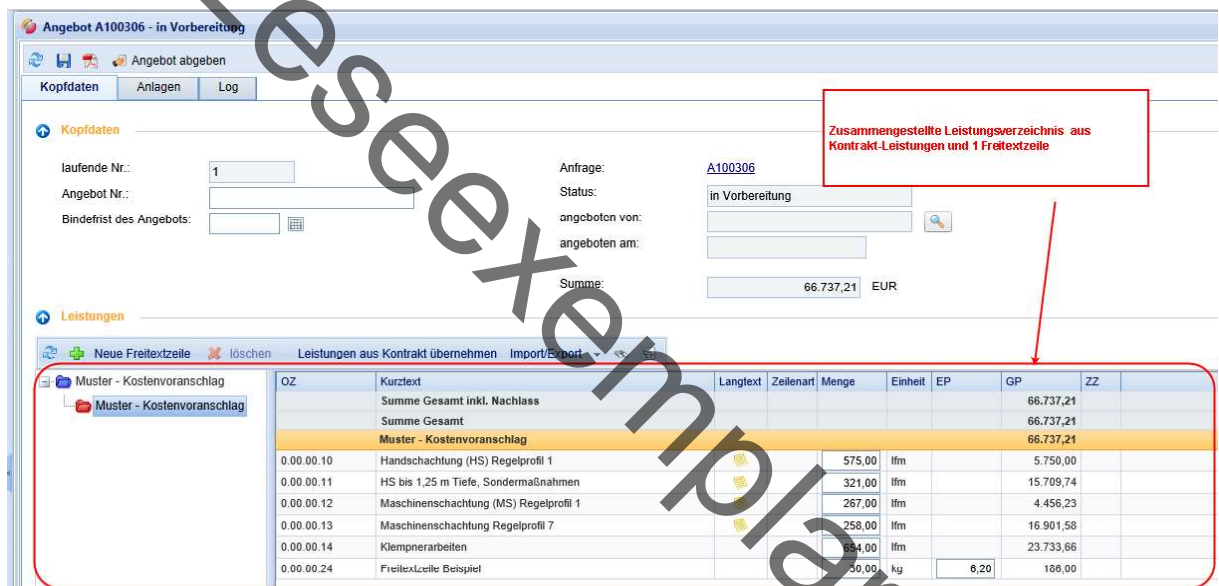 Angebot A100306 - in Vorbereitung
Angebot abgeben
Kopfdaten Anlagen Log
Zusammengestellte Leistungsverzeichnis aus
Kontrakt-Leistungen und 1 Freitextzeile
Kopfdaten
laufende Nr.: 1 Anfrage: A100306
Angebot Nr.: Status: in Vorbereitung
Bindefrist des Angebots: angeboten von:
angeboten am:
Summe: 66.737,21 EUR
Leistungen
Neue Freitextzeile löschen Leistungen aus Kontrakt übernehmen Import/Export
Muster - Kostenvoranschlag
Muster - Kostenvoranschlag
OZ Kurztext Langtext Zeilenart Menge Einheit EP GP ZZ
Summe Gesamt inkl. Nachlass 66.737,21
Summe Gesamt 66.737,21
Muster - Kostenvoranschlag 66.737,21
0.00.00.10 Handschachtung (HS) Regelprofil 1 575,00 lfm 5.750,00
0.00.00.11 HS bis 1,25 m Tiefe, Sondermaßnahmen 321,00 lfm 15.709,74
0.00.00.12 Maschinenschachtung (MS) Regelprofil 1 267,00 lfm 4.456,23
0.00.00.13 Maschinenschachtung Regelprofil 7 258,00 lfm 16.901,58
0.00.00.14 Klempnerarbeiten 654,00 lfm 23.733,66
0.00.00.24 Freitextzeile Beispiel 30,00 kg 6,20 186,00
Leseexemplar